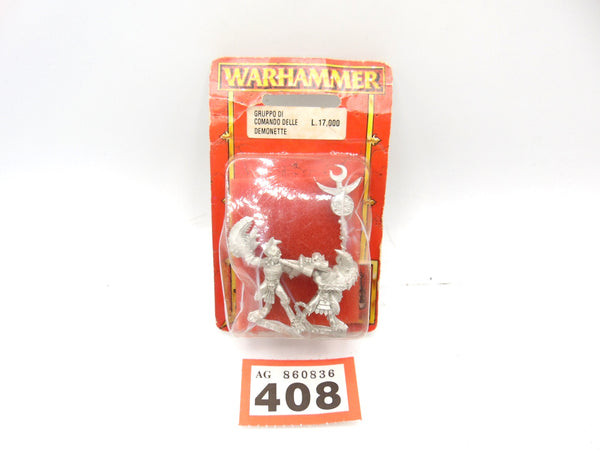 WARHAMMER
GRUPPO DI
COMANDO DELLE L.17,000
DEMONETTE
AG 860836
408